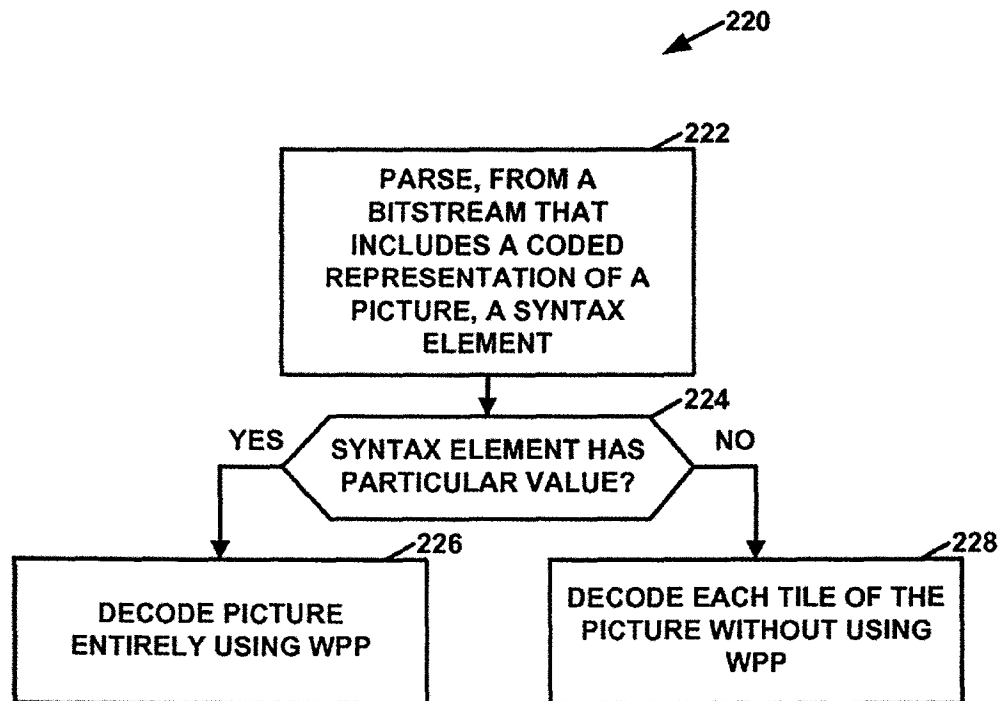 220
222
PARSE, FROM A
BITSTREAM THAT
INCLUDES A CODED
REPRESENTATION OF A
PICTURE, A SYNTAX
ELEMENT
224
YES
SYNTAX ELEMENT HAS
PARTICULAR VALUE?
NO
226
DECODE PICTURE
ENTIRELY USING WPP
228
DECODE EACH TILE OF THE
PICTURE WITHOUT USING
WPP